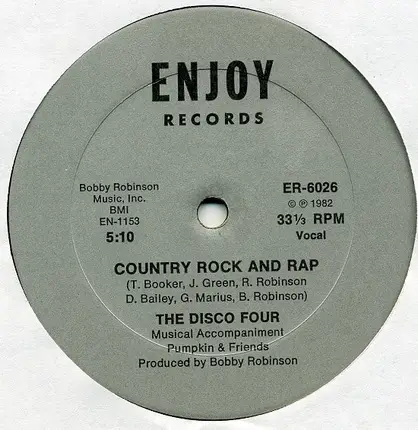 ENJOY
RECORDS
Bobby Robinson
Music, Inc.
BMI
EN-1153
5:10
ER-6026
© ℗ 1982
33⅓ RPM
Vocal
COUNTRY ROCK AND RAP
(T. Booker, J. Green, R. Robinson
D. Bailey, G. Marius, B. Robinson)
THE DISCO FOUR
Musical Accompaniment
Pumpkin & Friends
Produced by Bobby Robinson